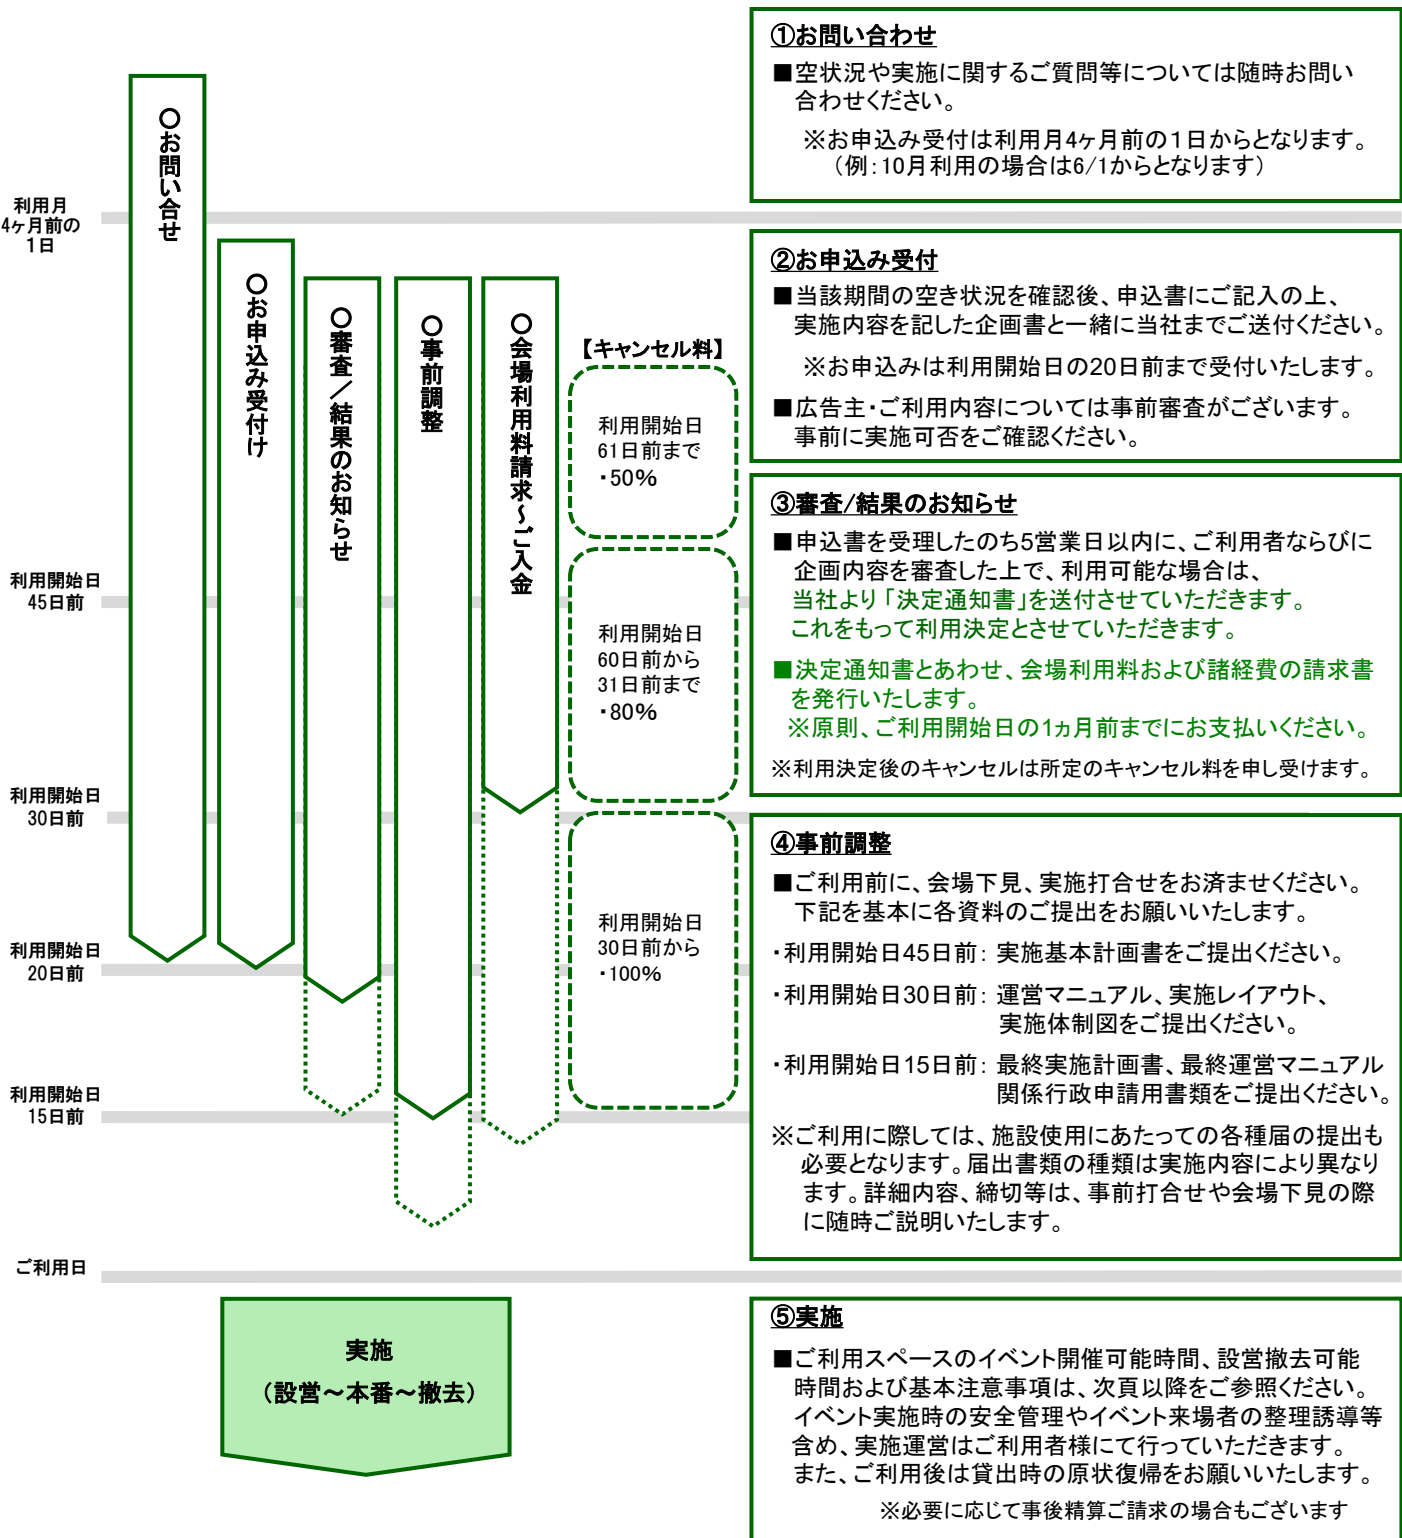 利用月
4ヶ月前の
1日
利用開始日
45日前
利用開始日
30日前
利用開始日
20日前
利用開始日
15日前
ご利用日
○お問い合せ
○お申込み受付け
○審査／結果のお知らせ
○事前調整
○会場利用料請求～ご入金
【キャンセル料】
利用開始日
61日前まで
・50%
利用開始日
60日前から
31日前まで
・80%
利用開始日
30日前から
・100%
実施
（設営～本番～撤去）
①お問い合わせ
■空状況や実施に関するご質問等については随時お問い
合わせください。
※お申込み受付は利用月4ヶ月前の1日からとなります。
（例：10月利用の場合は6/1からとなります）
②お申込み受付
■当該期間の空き状況を確認後、申込書にご記入の上、
実施内容を記した企画書と一緒に当社までご送付ください。
※お申込みは利用開始日の20日前まで受付いたします。
■広告主・ご利用内容については事前審査がございます。
事前に実施可否をご確認ください。
③審査/結果のお知らせ
■申込書を受理したのち5営業日以内に、ご利用者ならびに
企画内容を審査した上で、利用可能な場合は、
当社より「決定通知書」を送付させていただきます。
これをもって利用決定とさせていただきます。
■決定通知書とあわせ、会場利用料および諸経費の請求書
を発行いたします。
※原則、ご利用開始日の1ヵ月前までにお支払いください。
※利用決定後のキャンセルは所定のキャンセル料を申し受けます。
④事前調整
■ご利用前に、会場下見、実施打合せをお済ませください。
下記を基本に各資料のご提出をお願いいたします。
・利用開始日45日前： 実施基本計画書をご提出ください。
・利用開始日30日前： 運営マニュアル、実施レイアウト、
実施体制図をご提出ください。
・利用開始日15日前： 最終実施計画書、最終運営マニュアル
関係行政申請用書類をご提出ください。
※ご利用に際しては、施設使用にあたっての各種届の提出も
必要となります。届出書類の種類は実施内容により異なり
ます。詳細内容、締切等は、事前打合せや会場下見の際
に随時ご説明いたします。
⑤実施
■ご利用スペースのイベント開催可能時間、設営撤去可能
時間および基本注意事項は、次頁以降をご参照ください。
イベント実施時の安全管理やイベント来場者の整理誘導等
含め、実施運営はご利用者様にて行っていただきます。
また、ご利用後は貸出時の原状復帰をお願いいたします。
※必要に応じて事後精算ご請求の場合もございます